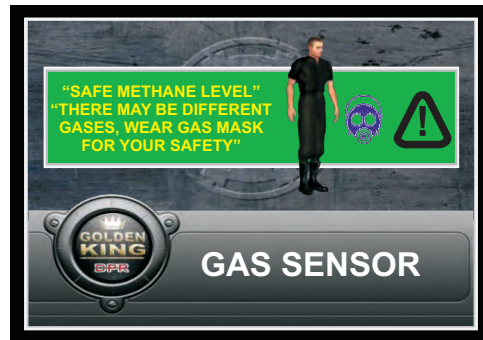 “SAFE METHANE LEVEL”
“THERE MAY BE DIFFERENT
GASES, WEAR GAS MASK
FOR YOUR SAFETY”
!
GOLDEN
KING
DPR
GAS SENSOR